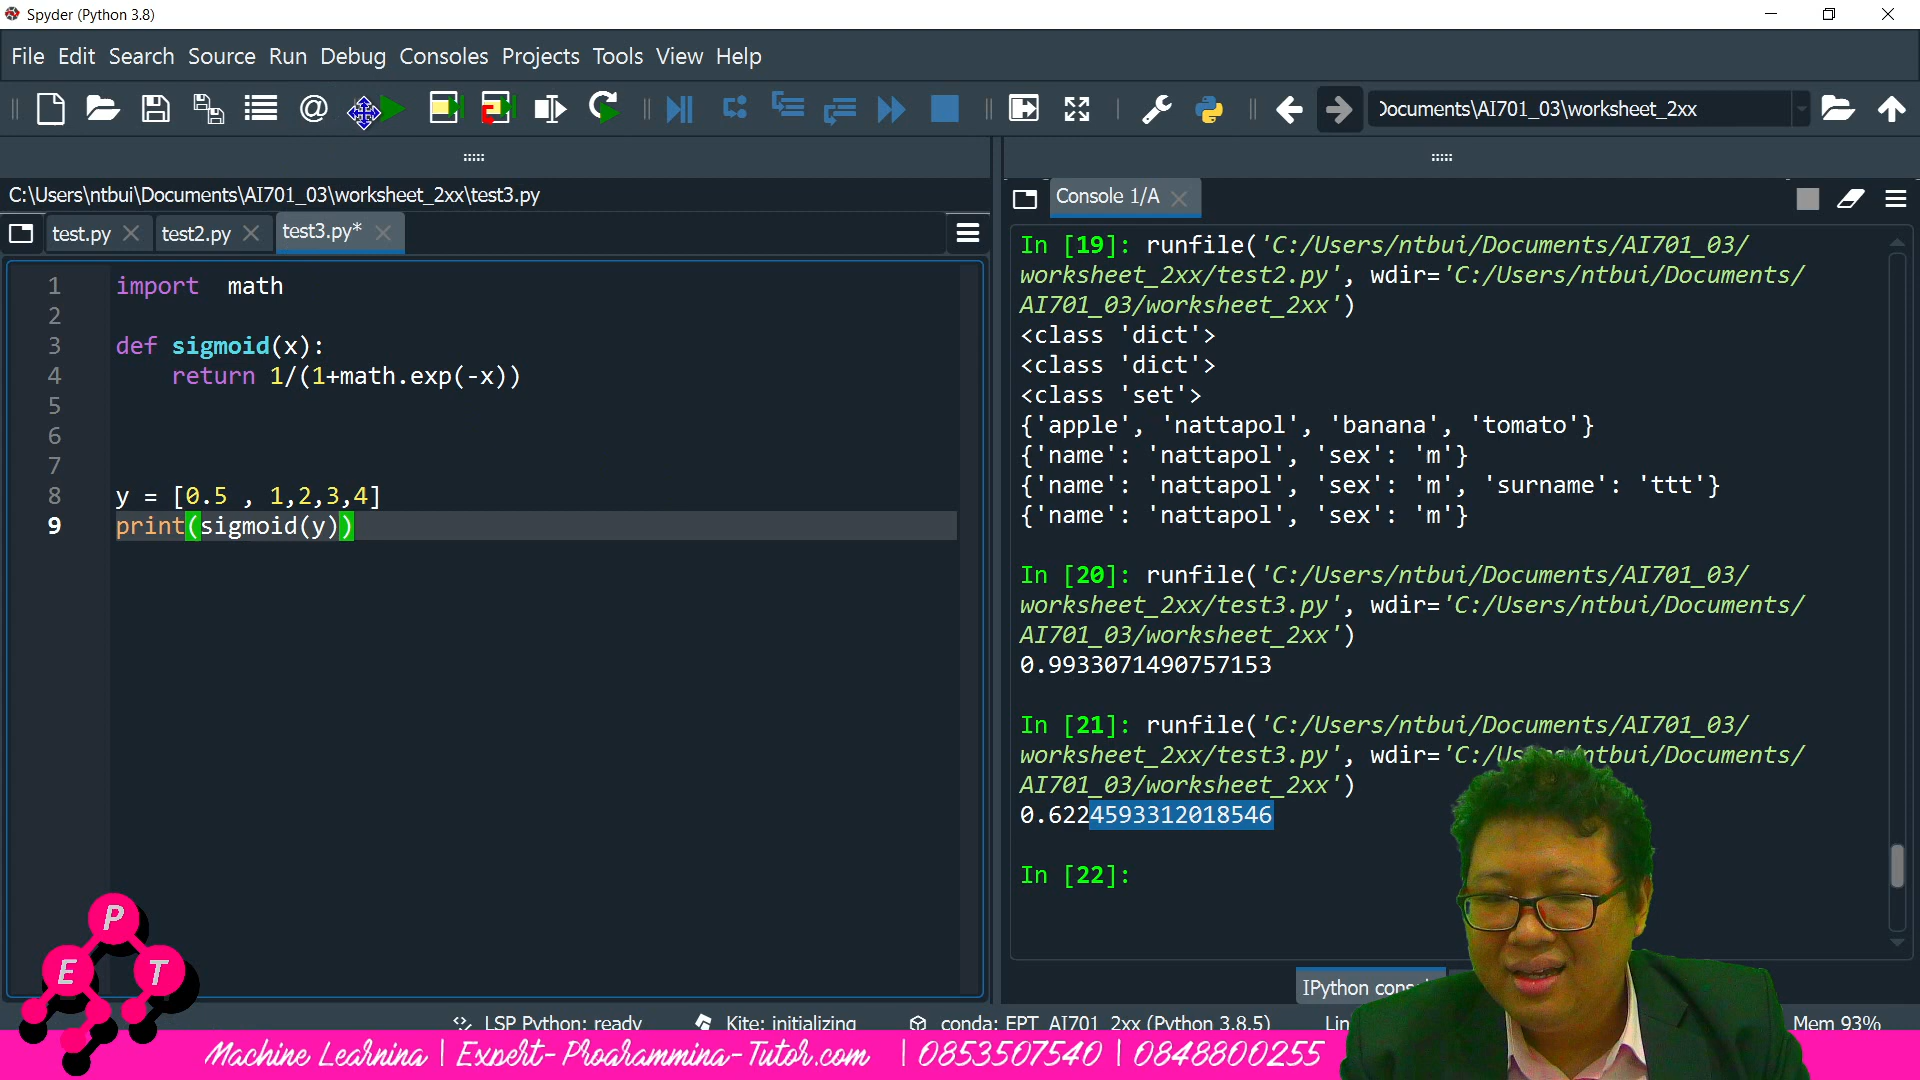 Spyder (Python 3.8)
File Edit Search Source Run Debug Consoles Projects Tools View Help
Documents\AI701_03\worksheet_2xx
C:\Users\ntbui\Documents\AI701_03\worksheet_2xx\test3.py
test.py test2.py test3.py*
Console 1/A
1 import  math
2
3 def sigmoid(x):
4     return 1/(1+math.exp(-x))
5
6
7
8 y = [0.5 , 1,2,3,4]
9 print(sigmoid(y))
In [19]: runfile('C:/Users/ntbui/Documents/AI701_03/
worksheet_2xx/test2.py', wdir='C:/Users/ntbui/Documents/
AI701_03/worksheet_2xx')
<class 'dict'>
<class 'dict'>
<class 'set'>
{'apple', 'nattapol', 'banana', 'tomato'}
{'name': 'nattapol', 'sex': 'm'}
{'name': 'nattapol', 'sex': 'm', 'surname': 'ttt'}
{'name': 'nattapol', 'sex': 'm'}
In [20]: runfile('C:/Users/ntbui/Documents/AI701_03/
worksheet_2xx/test3.py', wdir='C:/Users/ntbui/Documents/
AI701_03/worksheet_2xx')
0.9933071490757153
In [21]: runfile('C:/Users/ntbui/Documents/AI701_03/
worksheet_2xx/test3.py', wdir='C:/Users/ntbui/Documents/
AI701_03/worksheet_2xx')
0.6224593312018546
In [22]:
IPython
LSP Python: ready Kite: initializing conda: EPT_AI701_2xx (Python 3.8.5) Mem 93%
P
E T
Machine Learning | Expert-Programming-Tutor.com | 0853507540 | 0848800255